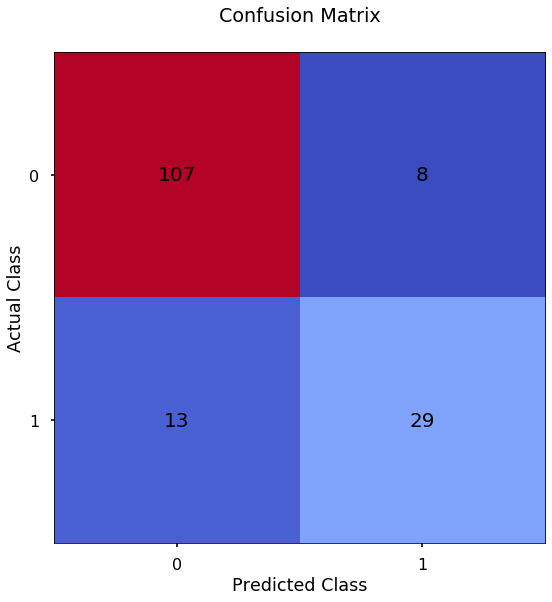 Confusion Matrix
0
107
8
Actual Class
1
13
29
0
1
Predicted Class